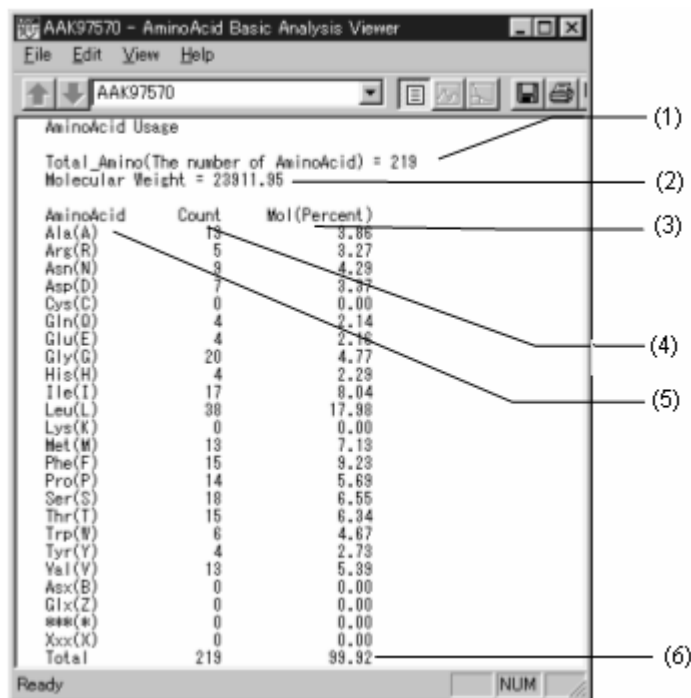 AAK97570 - AminoAcid Basic Analysis Viewer
File Edit View Help
AAK97570
AminoAcid Usage
Total_Amino(The number of AminoAcid) = 219 (1)
Molecular Weight = 23911.95 (2)
AminoAcid Count Mol(Percent) (3)
Ala(A) 13 3.86
Arg(R) 5 3.27
Asn(N) 9 4.29
Asp(D) 7 3.37
Cys(C) 0 0.00
Gln(Q) 4 2.14
Glu(E) 4 2.16 (4)
Gly(G) 20 4.77
His(H) 4 2.29
Ile(I) 17 8.04 (5)
Leu(L) 38 17.98
Lys(K) 0 0.00
Met(M) 13 7.13
Phe(F) 15 9.23
Pro(P) 14 5.69
Ser(S) 18 6.55
Thr(T) 15 6.34
Trp(W) 6 4.67
Tyr(Y) 4 2.73
Val(V) 13 5.39
Asx(B) 0 0.00
Glx(Z) 0 0.00
***(*) 0 0.00
Xxx(X) 0 0.00
Total 219 99.92 (6)
Ready NUM